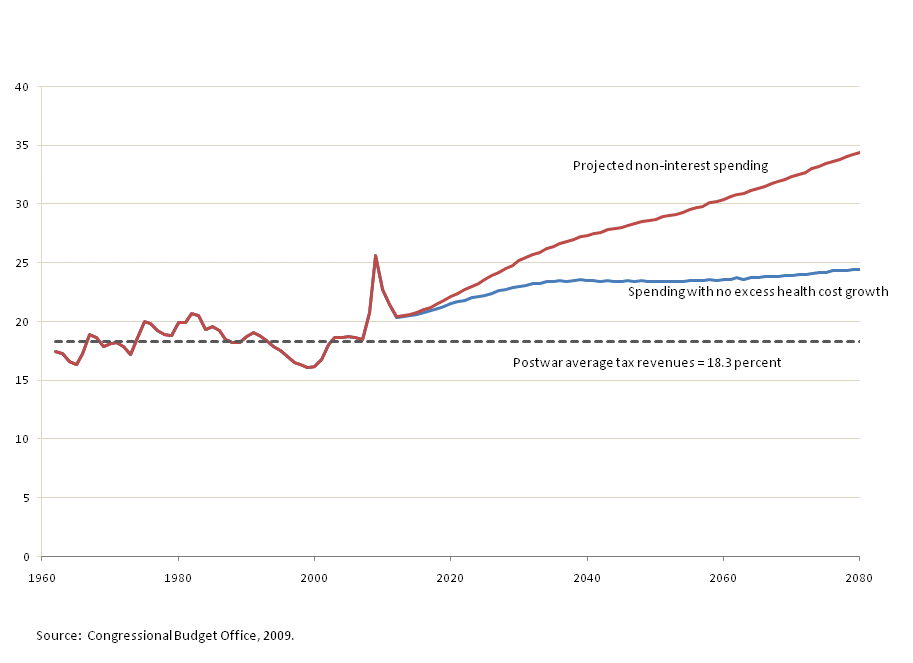 40
35
Projected non-interest spending
30
25
Spending with no excess health cost growth
20
Postwar average tax revenues = 18.3 percent
15
10
5
0
1960 1980 2000 2020 2040 2060 2080
Source: Congressional Budget Office, 2009.